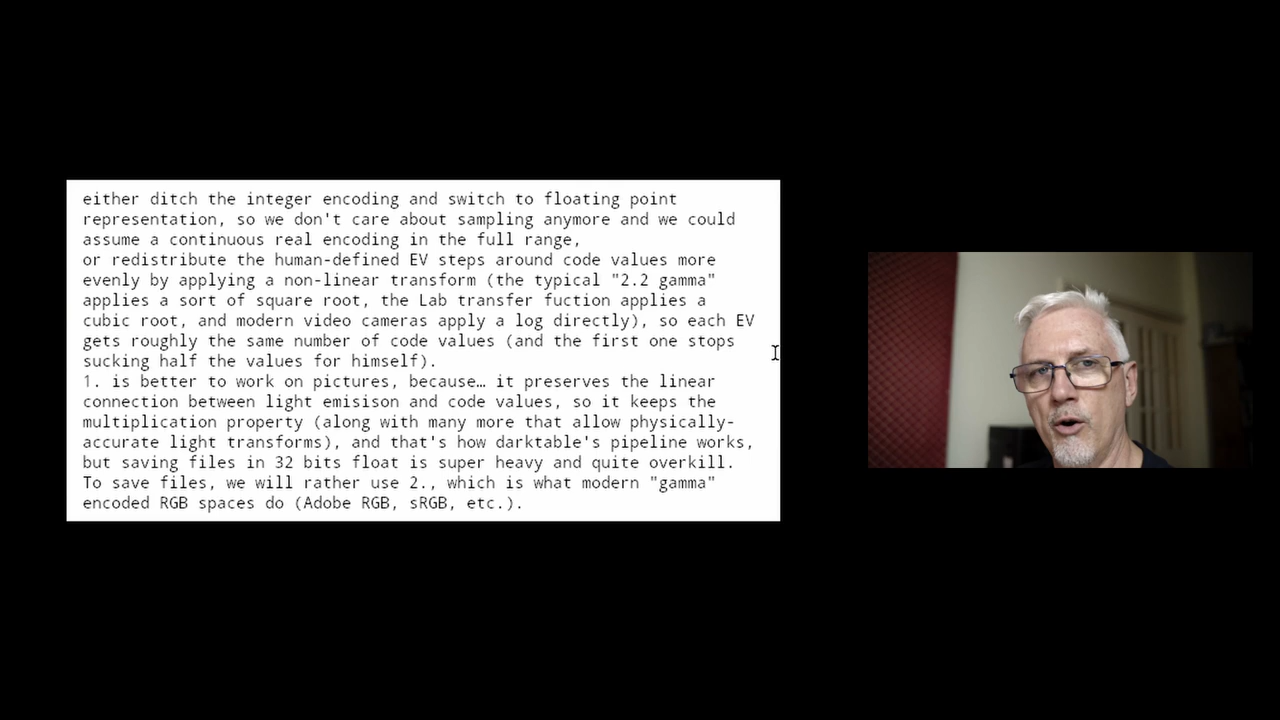 either ditch the integer encoding and switch to floating point
representation, so we don't care about sampling anymore and we could
assume a continuous real encoding in the full range,
or redistribute the human-defined EV steps around code values more
evenly by applying a non-linear transform (the typical "2.2 gamma"
applies a sort of square root, the Lab transfer fuction applies a
cubic root, and modern video cameras apply a log directly), so each EV
gets roughly the same number of code values (and the first one stops
sucking half the values for himself).
1. is better to work on pictures, because… it preserves the linear
connection between light emiison and code values, so it keeps the
multiplication property (along with many more that allow physically-
accurate light transforms), and that's how darktable's pipeline works,
but saving files in 32 bits float is super heavy and quite overkill.
To save files, we will rather use 2., which is what modern "gamma"
encoded RGB spaces do (Adobe RGB, sRGB, etc.).